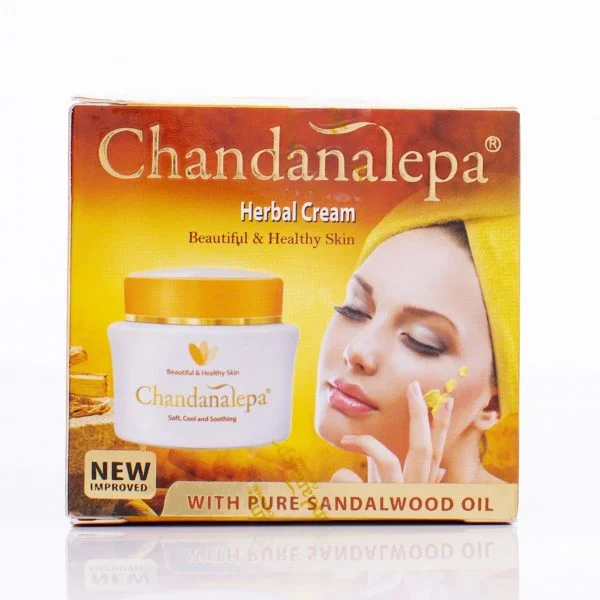 Chandanalepa®
Herbal Cream
Beautiful & Healthy Skin
Beautiful & Healthy Skin
Chandanalepa®
Soft, Cool and Soothing
NEW
IMPROVED
WITH PURE SANDALWOOD OIL